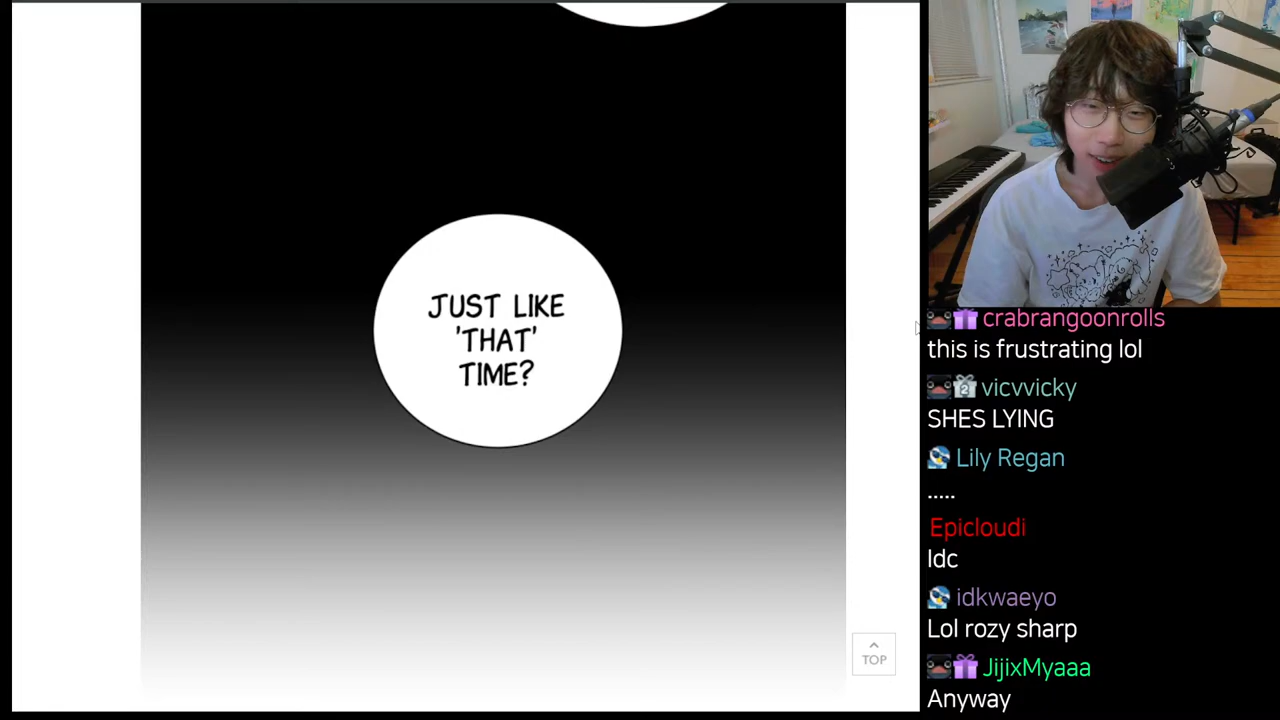 JUST LIKE
'THAT'
TIME?
TOP
crabrangoonrolls
this is frustrating lol
2
vicvvicky
SHES LYING
Lily Regan
.....
Epicloudi
Idc
idkwaeyo
Lol rozy sharp
JijixMyaaa
Anyway